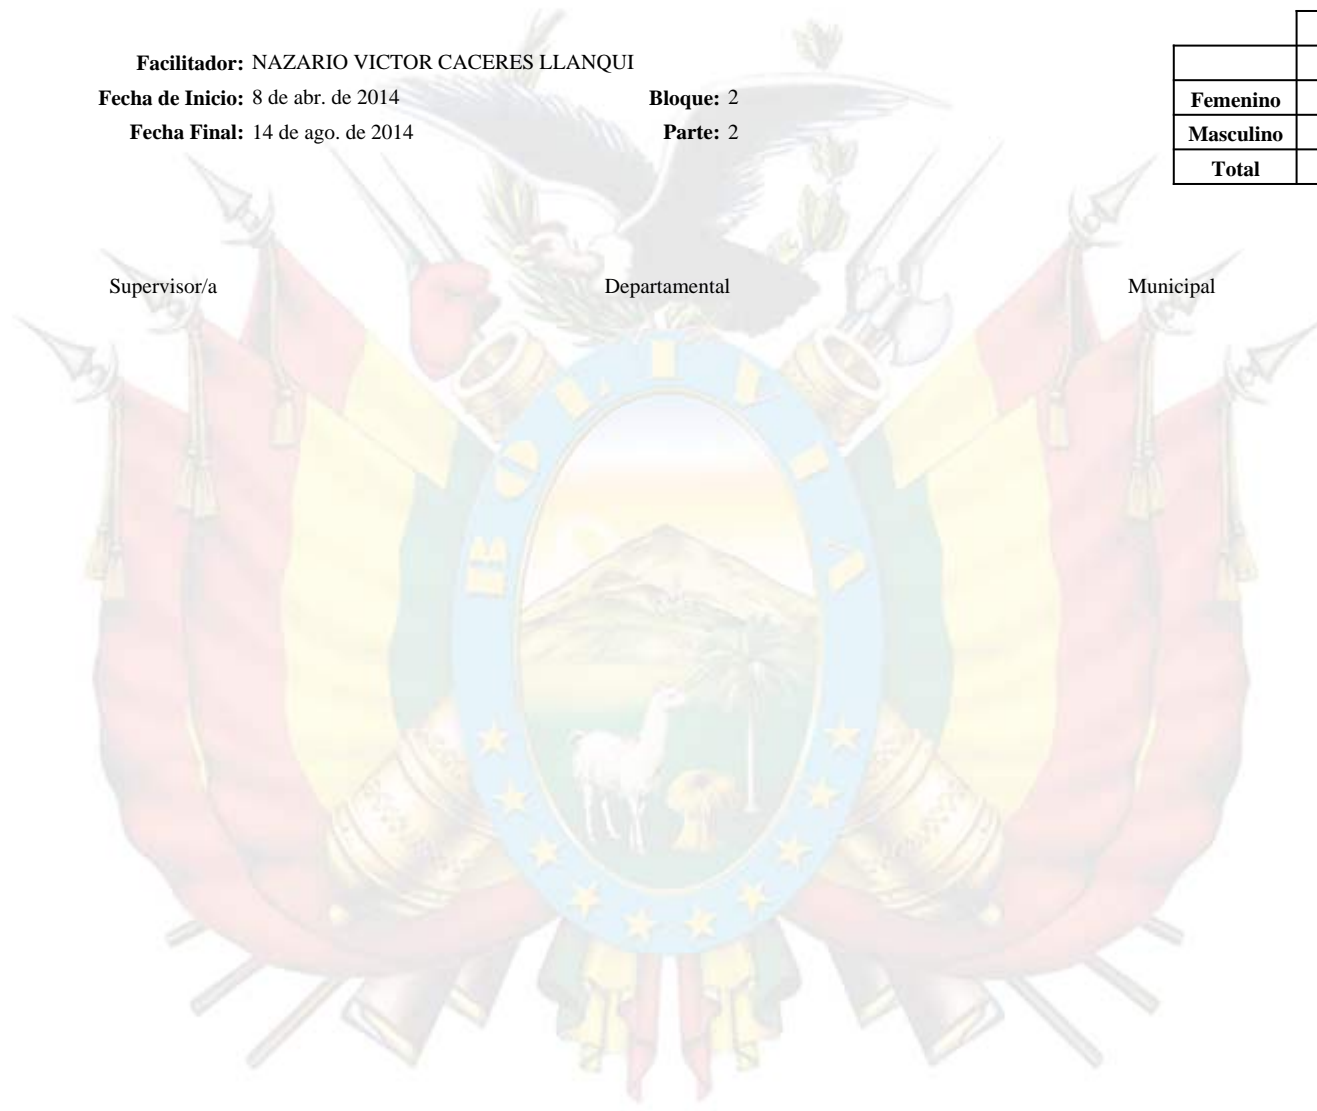 Facilitador: NAZARIO VICTOR CACERES LLANQUI
Fecha de Inicio: 8 de abr. de 2014 Bloque: 2
Fecha Final: 14 de ago. de 2014 Parte: 2
Femenino
Masculino
Total
Supervisor/a Departamental Municipal
BOLIVIA